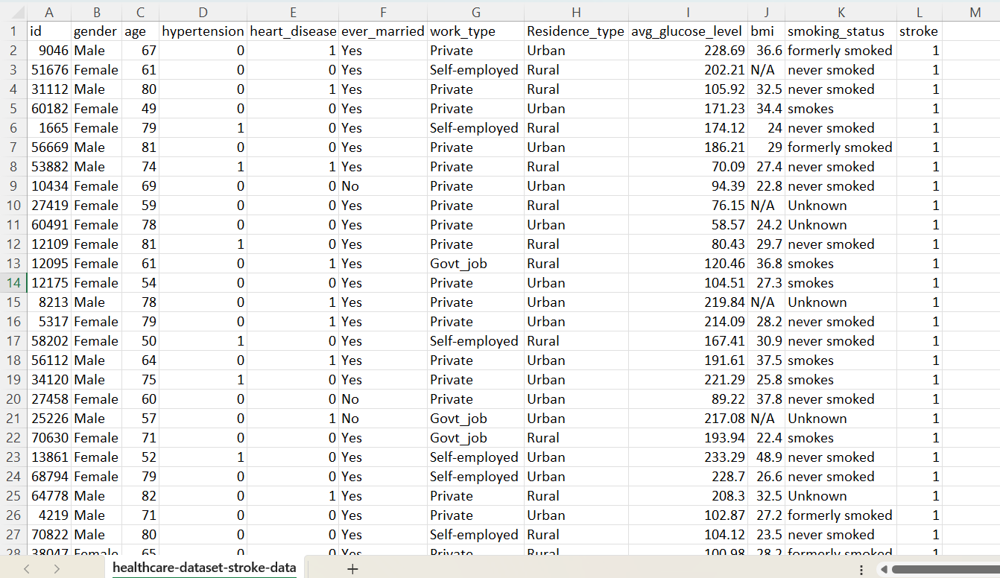 A B C D E F G H I J K L M
1 id gender age hypertension heart_disease ever_married work_type Residence_type avg_glucose_level bmi smoking_status stroke
2 9046 Male 67 0 1 Yes Private Urban 228.69 36.6 formerly smoked 1
3 51676 Female 61 0 0 Yes Self-employed Rural 202.21 N/A never smoked 1
4 31112 Male 80 0 1 Yes Private Rural 105.92 32.5 never smoked 1
5 60182 Female 49 0 0 Yes Private Urban 171.23 34.4 smokes 1
6 1665 Female 79 1 0 Yes Self-employed Rural 174.12 24 never smoked 1
7 56669 Male 81 0 0 Yes Private Urban 186.21 29 formerly smoked 1
8 53882 Male 74 1 1 Yes Private Rural 70.09 27.4 never smoked 1
9 10434 Female 69 0 0 No Private Urban 94.39 22.8 never smoked 1
10 27419 Female 59 0 0 Yes Private Rural 76.15 N/A Unknown 1
11 60491 Female 78 0 0 Yes Private Urban 58.57 24.2 Unknown 1
12 12109 Female 81 1 0 Yes Private Rural 80.43 29.7 never smoked 1
13 12095 Female 61 0 1 Yes Govt_job Rural 120.46 36.8 smokes 1
14 12175 Female 54 0 0 Yes Private Urban 104.51 27.3 smokes 1
15 8213 Male 78 0 1 Yes Private Urban 219.84 N/A Unknown 1
16 5317 Female 79 0 1 Yes Private Urban 214.09 28.2 never smoked 1
17 58202 Female 50 1 0 Yes Self-employed Rural 167.41 30.9 never smoked 1
18 56112 Male 64 0 1 Yes Private Urban 191.61 37.5 smokes 1
19 34120 Male 75 1 0 Yes Private Urban 221.29 25.8 smokes 1
20 27458 Female 60 0 0 No Private Urban 89.22 37.8 never smoked 1
21 25226 Male 57 0 1 No Govt_job Urban 217.08 N/A Unknown 1
22 70630 Female 71 0 0 Yes Govt_job Rural 193.94 22.4 smokes 1
23 13861 Female 52 1 0 Yes Self-employed Urban 233.29 48.9 never smoked 1
24 68794 Female 79 0 0 Yes Self-employed Urban 228.7 26.6 never smoked 1
25 64778 Male 82 0 1 Yes Private Rural 208.3 32.5 Unknown 1
26 4219 Male 71 0 0 Yes Private Urban 102.87 27.2 formerly smoked 1
27 70822 Male 80 0 0 Yes Self-employed Rural 104.12 23.5 never smoked 1
28 38047 Female 65 0 0 Yes Private Rural 100.98 28.2 formerly smoked 1
healthcare-dataset-stroke-data